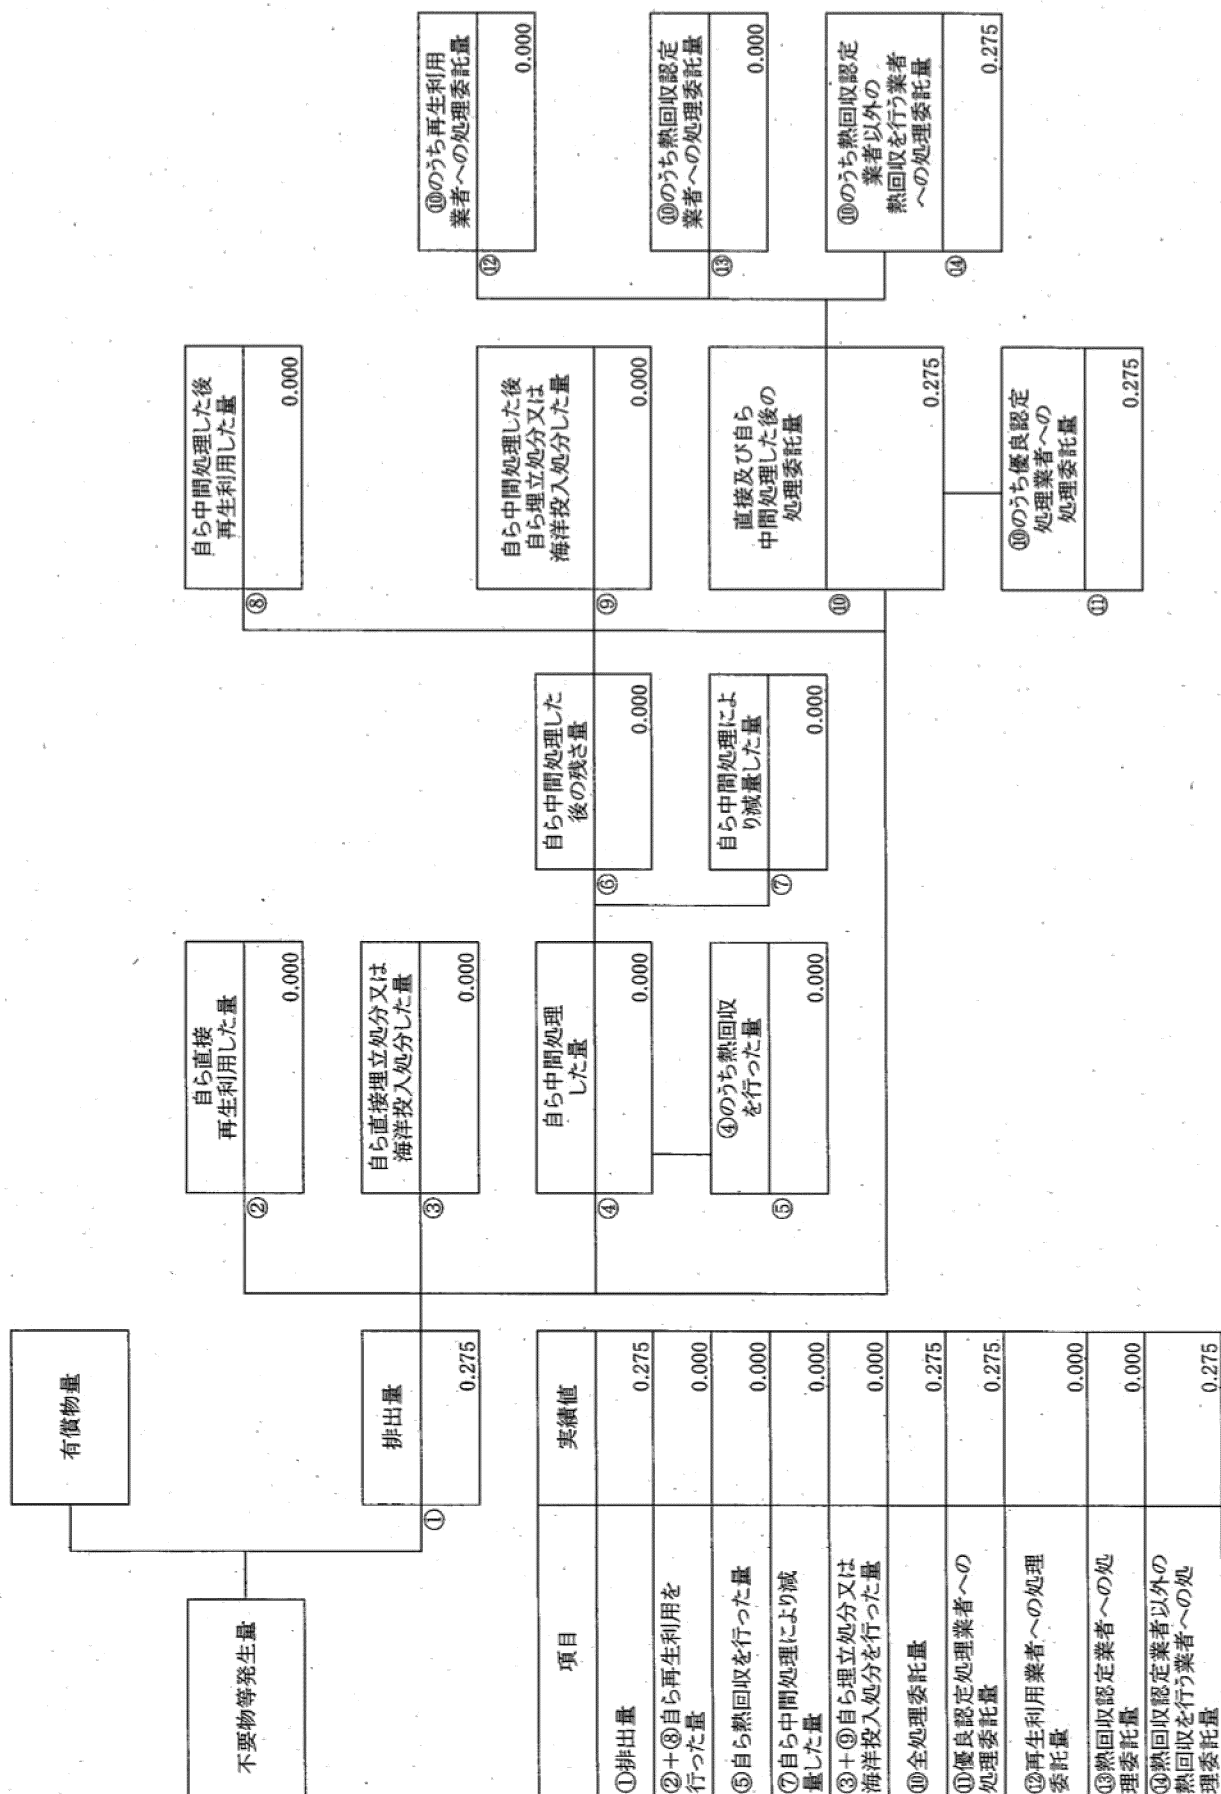 不要物等発生量
有償物量
①
排出量
0.275
②
自ら直接
再生利用した量
0.000
③
自ら直接埋立処分又は
海洋投入処分した量
0.000
④
自ら中間処理
した量
0.000
⑤
④のうち熱回収
を行った量
0.000
⑥
自ら中間処理した
後の残さ量
0.000
⑦
自ら中間処理によ
り減量した量
0.000
⑧
自ら中間処理した後
再生利用した量
0.000
⑨
自ら中間処理した後
自ら埋立処分又は
海洋投入処分した量
0.000
⑩
直接及び自ら
中間処理した後の
処理委託量
0.275
⑪
⑩のうち優良認定
処理業者への
処理委託量
0.275
⑫
⑩のうち再生利用
業者への処理委託量
0.000
⑬
⑩のうち熱回収認定
業者への処理委託量
0.000
⑭
⑩のうち熱回収認定
業者以外の
熱回収を行う業者
への処理委託量
0.275
項目
実績値
①排出量
0.275
②+⑧自ら再生利用を
行った量
0.000
⑤自ら熱回収を行った量
0.000
⑦自ら中間処理により減
量した量
0.000
③+⑨自ら埋立処分又は
海洋投入処分を行った量
0.000
⑩全処理委託量
0.275
⑪優良認定処理業者への
処理委託量
0.275
⑫再生利用業者への処理
委託量
0.000
⑬熱回収認定業者への処
理委託量
0.000
⑭熱回収認定業者以外の
熱回収を行う業者への処
理委託量
0.275